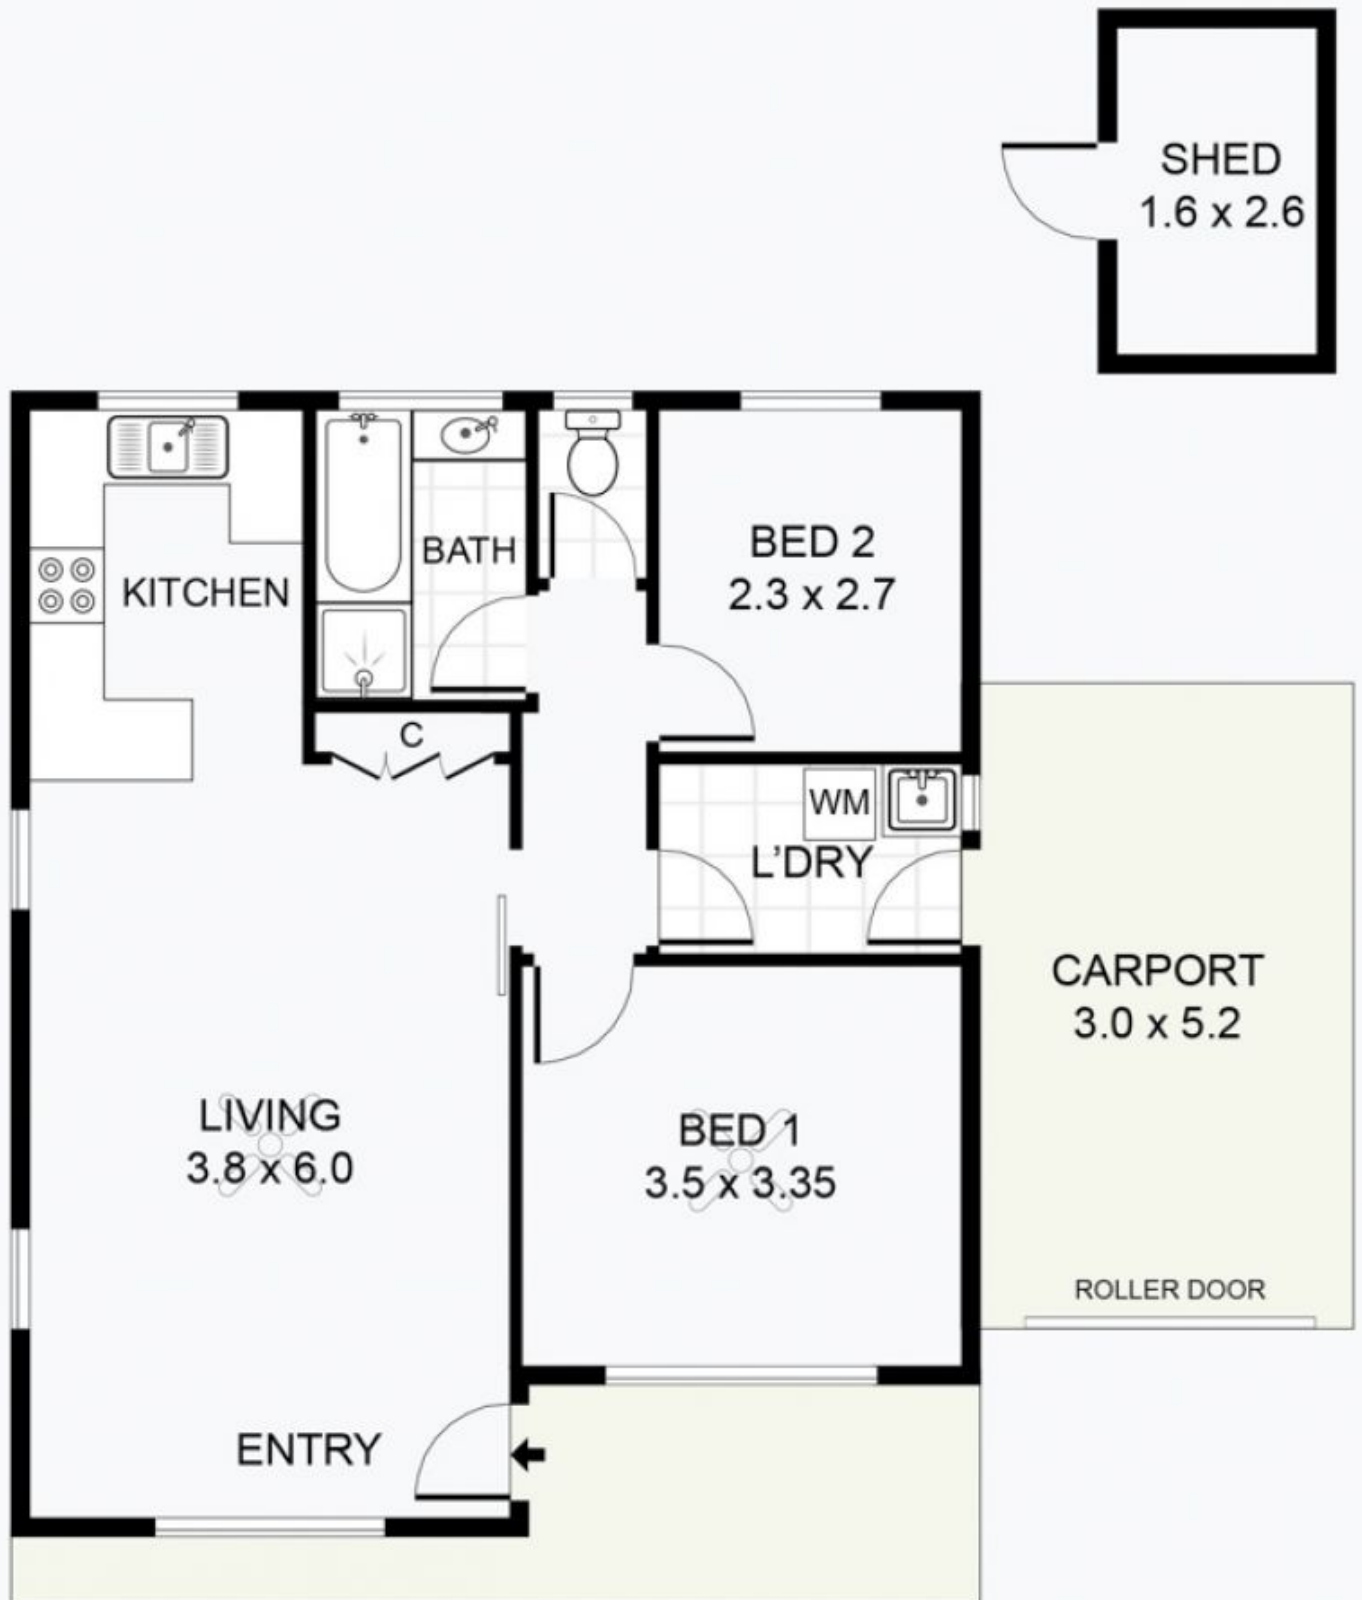 SHED
1.6 x 2.6
BATH
KITCHEN
BED 2
2.3 x 2.7
C
WM
L'DRY
CARPORT
3.0 x 5.2
LIVING
3.8 x 6.0
BED 1
3.5 x 3.35
ROLLER DOOR
ENTRY